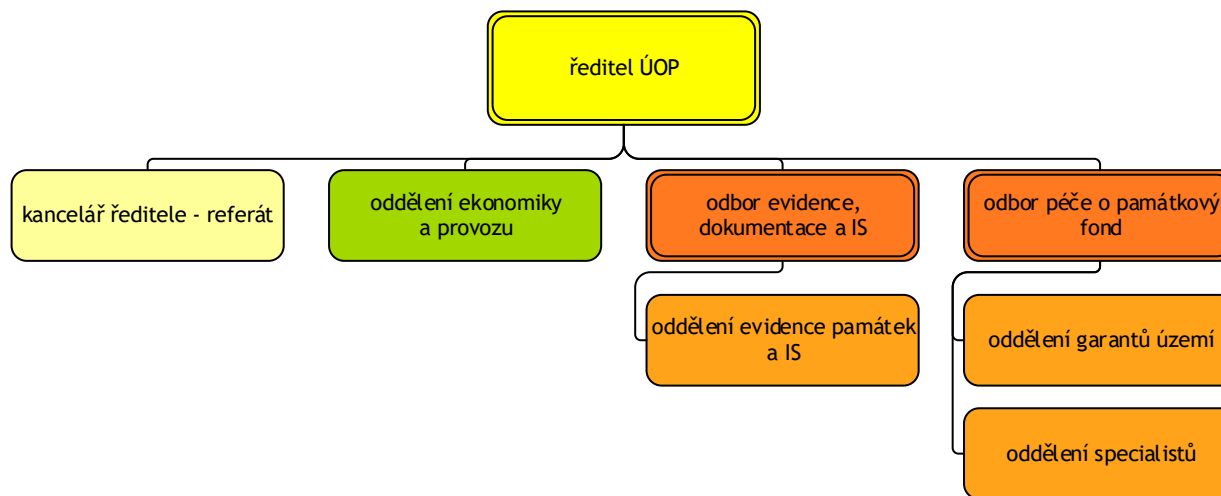 ředitel ÚOP
kancelář ředitele - referát
oddělení ekonomiky
a provozu
odbor evidence,
dokumentace a IS
odbor péče o památkový
fond
oddělení evidence památek
a IS
oddělení garantů území
oddělení specialistů